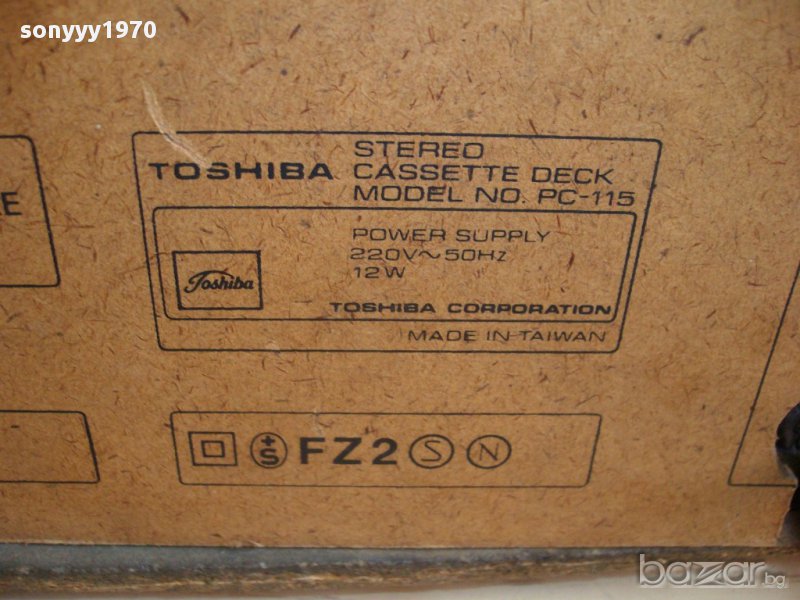 sonyyy1970
TOSHIBA
STEREO
CASSETTE DECK
MODEL NO. PC-115
POWER SUPPLY
220V~50Hz
12W
Toshiba
TOSHIBA CORPORATION
MADE IN TAIWAN
+S FZ2 S N
bazar.bg